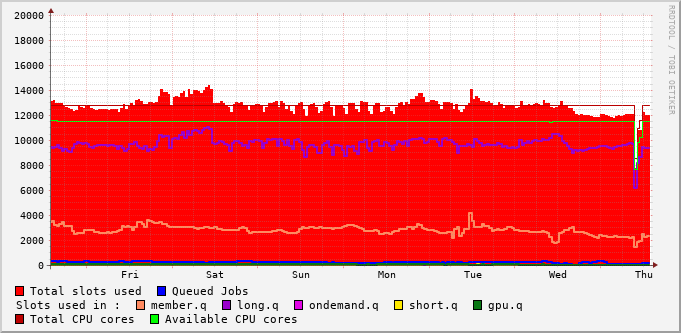 20000
18000
16000
14000
12000
10000
8000
6000
4000
2000
0
Fri Sat Sun Mon Tue Wed Thu
RRDTOOL / TOBI OETIKER
Total slots used Queued Jobs
Slots used in : member.q long.q ondemand.q short.q gpu.q
Total CPU cores Available CPU cores